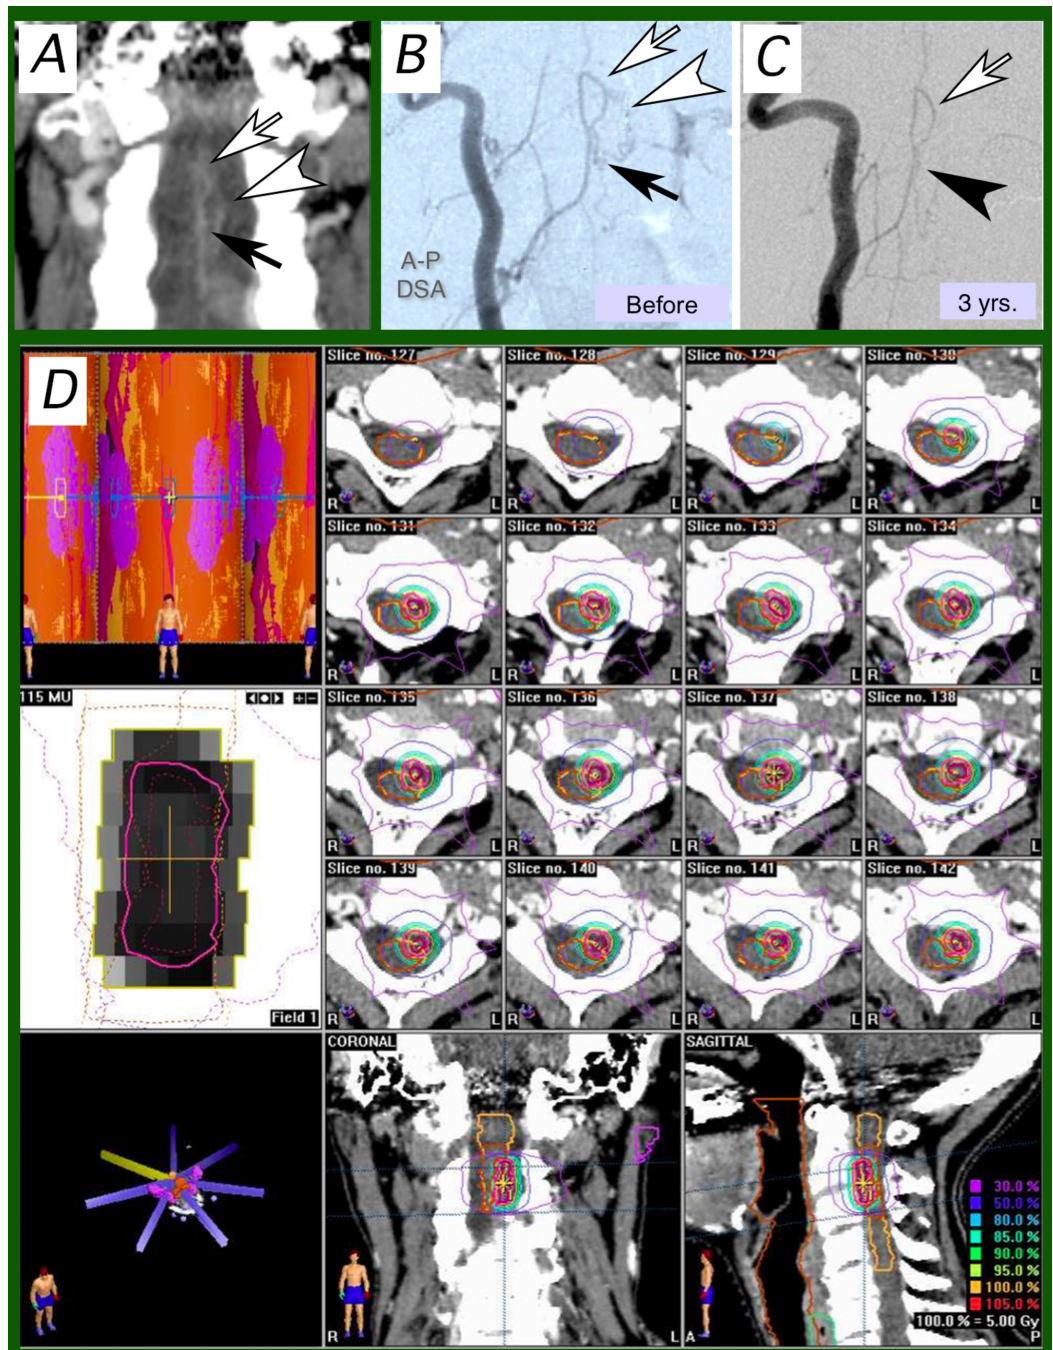 A
B
A-P
DSA
Before
C
3 yrs.
D
Slice no. 127
R
L
Slice no. 128
R
L
Slice no. 129
R
L
Slice no. 130
R
L
Slice no. 131
R
L
Slice no. 132
R
L
Slice no. 133
R
L
Slice no. 134
R
L
115 MU
Field 1
Slice no. 135
R
L
Slice no. 136
R
L
Slice no. 137
R
L
Slice no. 138
R
L
Slice no. 139
R
L
Slice no. 140
R
L
Slice no. 141
R
L
Slice no. 142
R
L
CORONAL
R
L
SAGITTAL
30.0 %
50.0 %
80.0 %
85.0 %
90.0 %
95.0 %
100.0 %
105.0 %
100.0 % = 5.00 Gy
A
P